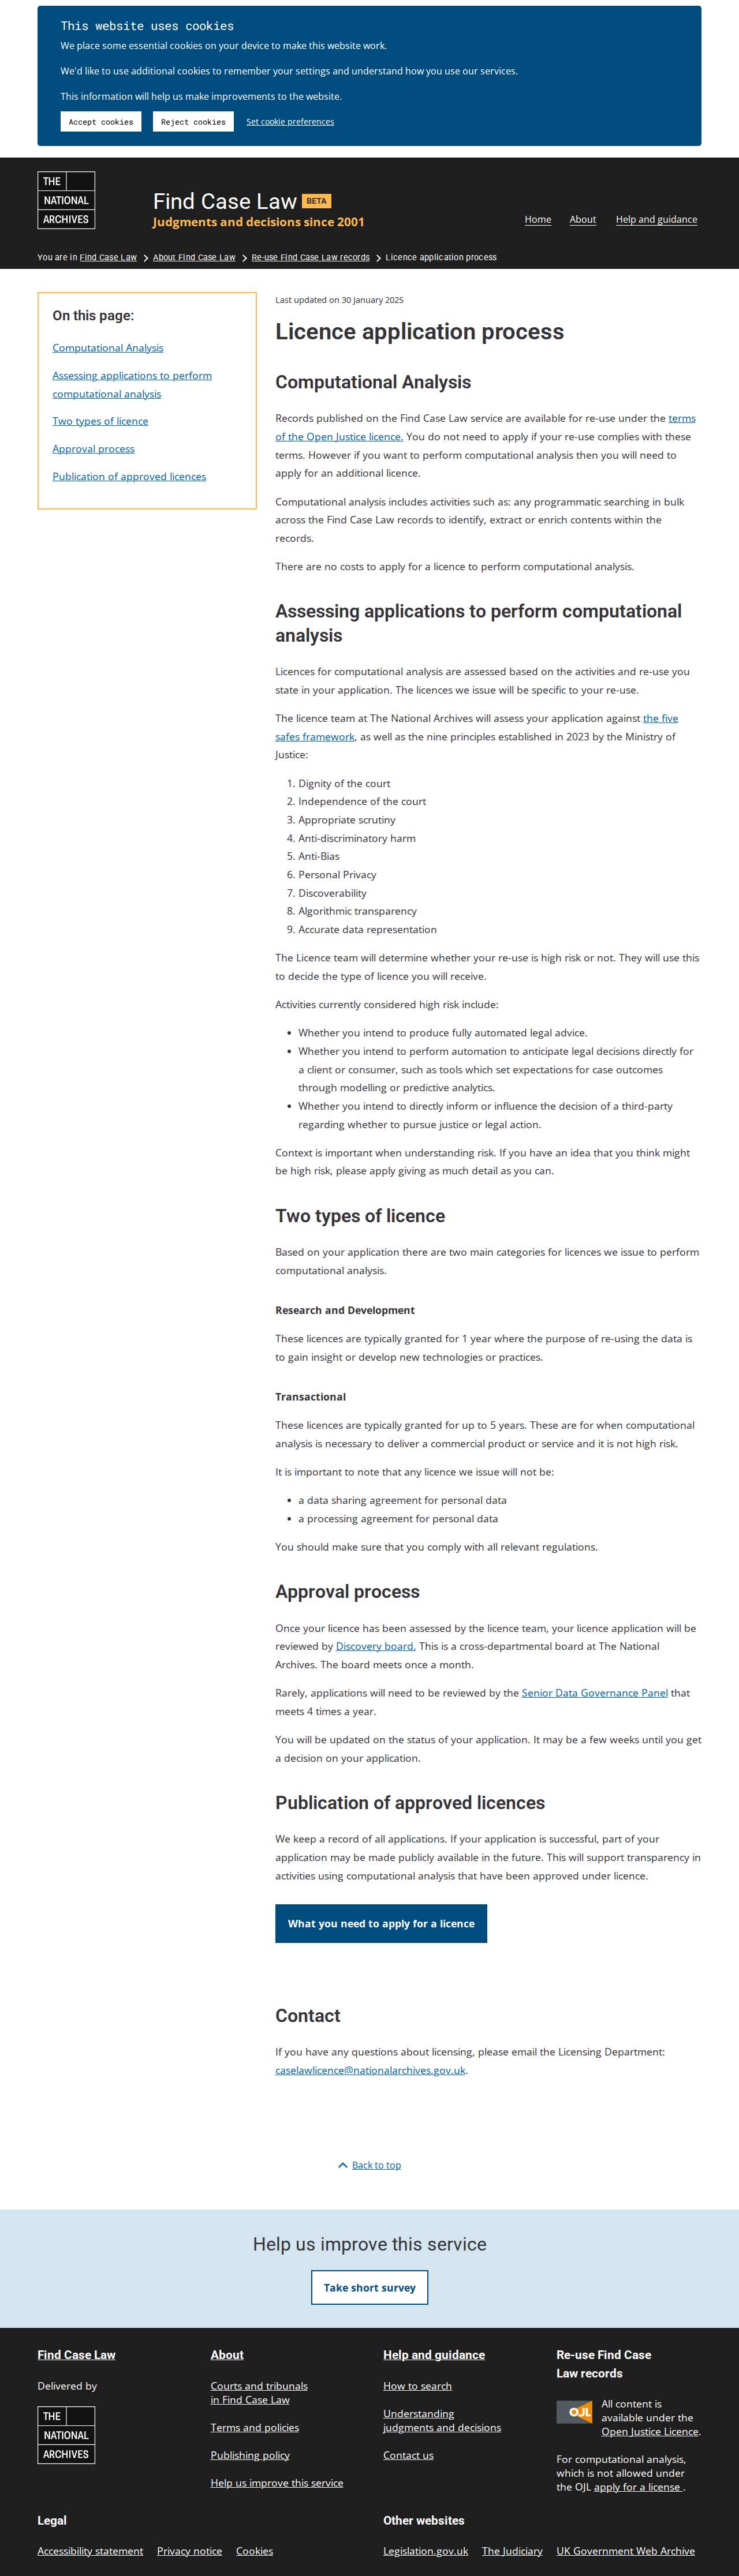 This website uses cookies
We place some essential cookies on your device to make this website work.
We'd like to use additional cookies to remember your settings and understand how you use our services.
This information will help us make improvements to the website.
Accept cookies
Reject cookies
Set cookie preferences
THE
NATIONAL
ARCHIVES
Find Case Law BETA
Judgments and decisions since 2001
Home
About
Help and guidance
You are in Find Case Law > About Find Case Law > Re-use Find Case Law records > Licence application process
On this page:
Computational Analysis
Assessing applications to perform
computational analysis
Two types of licence
Approval process
Publication of approved licences
Last updated on 30 January 2025
Licence application process
Computational Analysis
Records published on the Find Case Law service are available for re-use under the terms
of the Open Justice licence. You do not need to apply if your re-use complies with these
terms. However if you want to perform computational analysis then you will need to
apply for an additional licence.
Computational analysis includes activities such as: any programmatic searching in bulk
across the Find Case Law records to identify, extract or enrich contents within the
records.
There are no costs to apply for a licence to perform computational analysis.
Assessing applications to perform computational
analysis
Licences for computational analysis are assessed based on the activities and re-use you
state in your application. The licences we issue will be specific to your re-use.
The licence team at The National Archives will assess your application against the five
safes framework, as well as the nine principles established in 2023 by the Ministry of
Justice:
1. Dignity of the court
2. Independence of the court
3. Appropriate scrutiny
4. Anti-discriminatory harm
5. Anti-Bias
6. Personal Privacy
7. Discoverability
8. Algorithmic transparency
9. Accurate data representation
The Licence team will determine whether your re-use is high risk or not. They will use this
to decide the type of licence you will receive.
Activities currently considered high risk include:
• Whether you intend to produce fully automated legal advice.
• Whether you intend to perform automation to anticipate legal decisions directly for
a client or consumer, such as tools which set expectations for case outcomes
through modelling or predictive analytics.
• Whether you intend to directly inform or influence the decision of a third-party
regarding whether to pursue justice or legal action.
Context is important when understanding risk. If you have an idea that you think might
be high risk, please apply giving as much detail as you can.
Two types of licence
Based on your application there are two main categories for licences we issue to perform
computational analysis.
Research and Development
These licences are typically granted for 1 year where the purpose of re-using the data is
to gain insight or develop new technologies or practices.
Transactional
These licences are typically granted for up to 5 years. These are for when computational
analysis is necessary to deliver a commercial product or service and it is not high risk.
It is important to note that any licence we issue will not be:
• a data sharing agreement for personal data
• a processing agreement for personal data
You should make sure that you comply with all relevant regulations.
Approval process
Once your licence has been assessed by the licence team, your licence application will be
reviewed by Discovery board. This is a cross-departmental board at The National
Archives. The board meets once a month.
Rarely, applications will need to be reviewed by the Senior Data Governance Panel that
meets 4 times a year.
You will be updated on the status of your application. It may be a few weeks until you get
a decision on your application.
Publication of approved licences
We keep a record of all applications. If your application is successful, part of your
application may be made publicly available in the future. This will support transparency in
activities using computational analysis that have been approved under licence.
What you need to apply for a licence
Contact
If you have any questions about licensing, please email the Licensing Department:
caselawlicence@nationalarchives.gov.uk.
Back to top
Help us improve this service
Take short survey
Find Case Law
Delivered by
THE
NATIONAL
ARCHIVES
About
Courts and tribunals
in Find Case Law
Terms and policies
Publishing policy
Help us improve this service
Help and guidance
How to search
Understanding
judgments and decisions
Contact us
Re-use Find Case
Law records
OJL
All content is
available under the
Open Justice Licence.
For computational analysis,
which is not allowed under
the OJL apply for a license .
Legal
Accessibility statement
Privacy notice
Cookies
Other websites
Legislation.gov.uk
The Judiciary
UK Government Web Archive